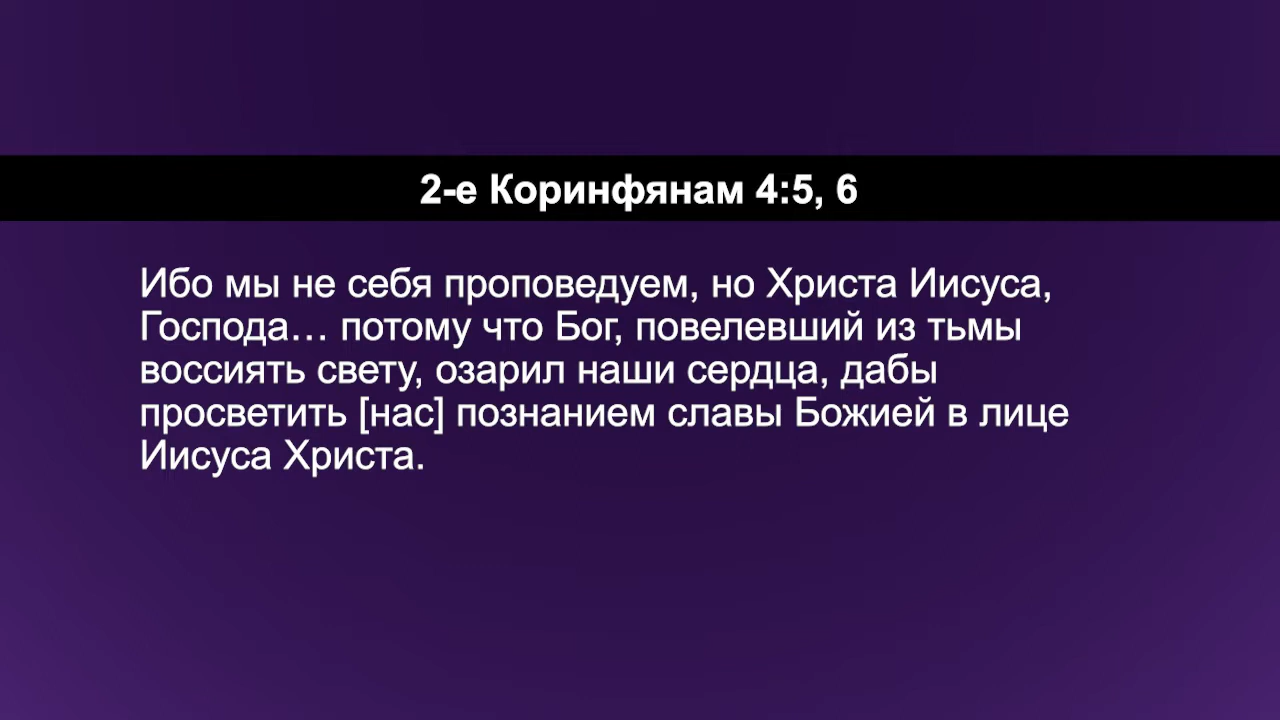 2-е Коринфянам 4:5, 6
Ибо мы не себя проповедуем, но Христа Иисуса,
Господа… потому что Бог, повелевший из тьмы
воссиять свету, озарил наши сердца, дабы
просветить [нас] познанием славы Божией в лице
Иисуса Христа.